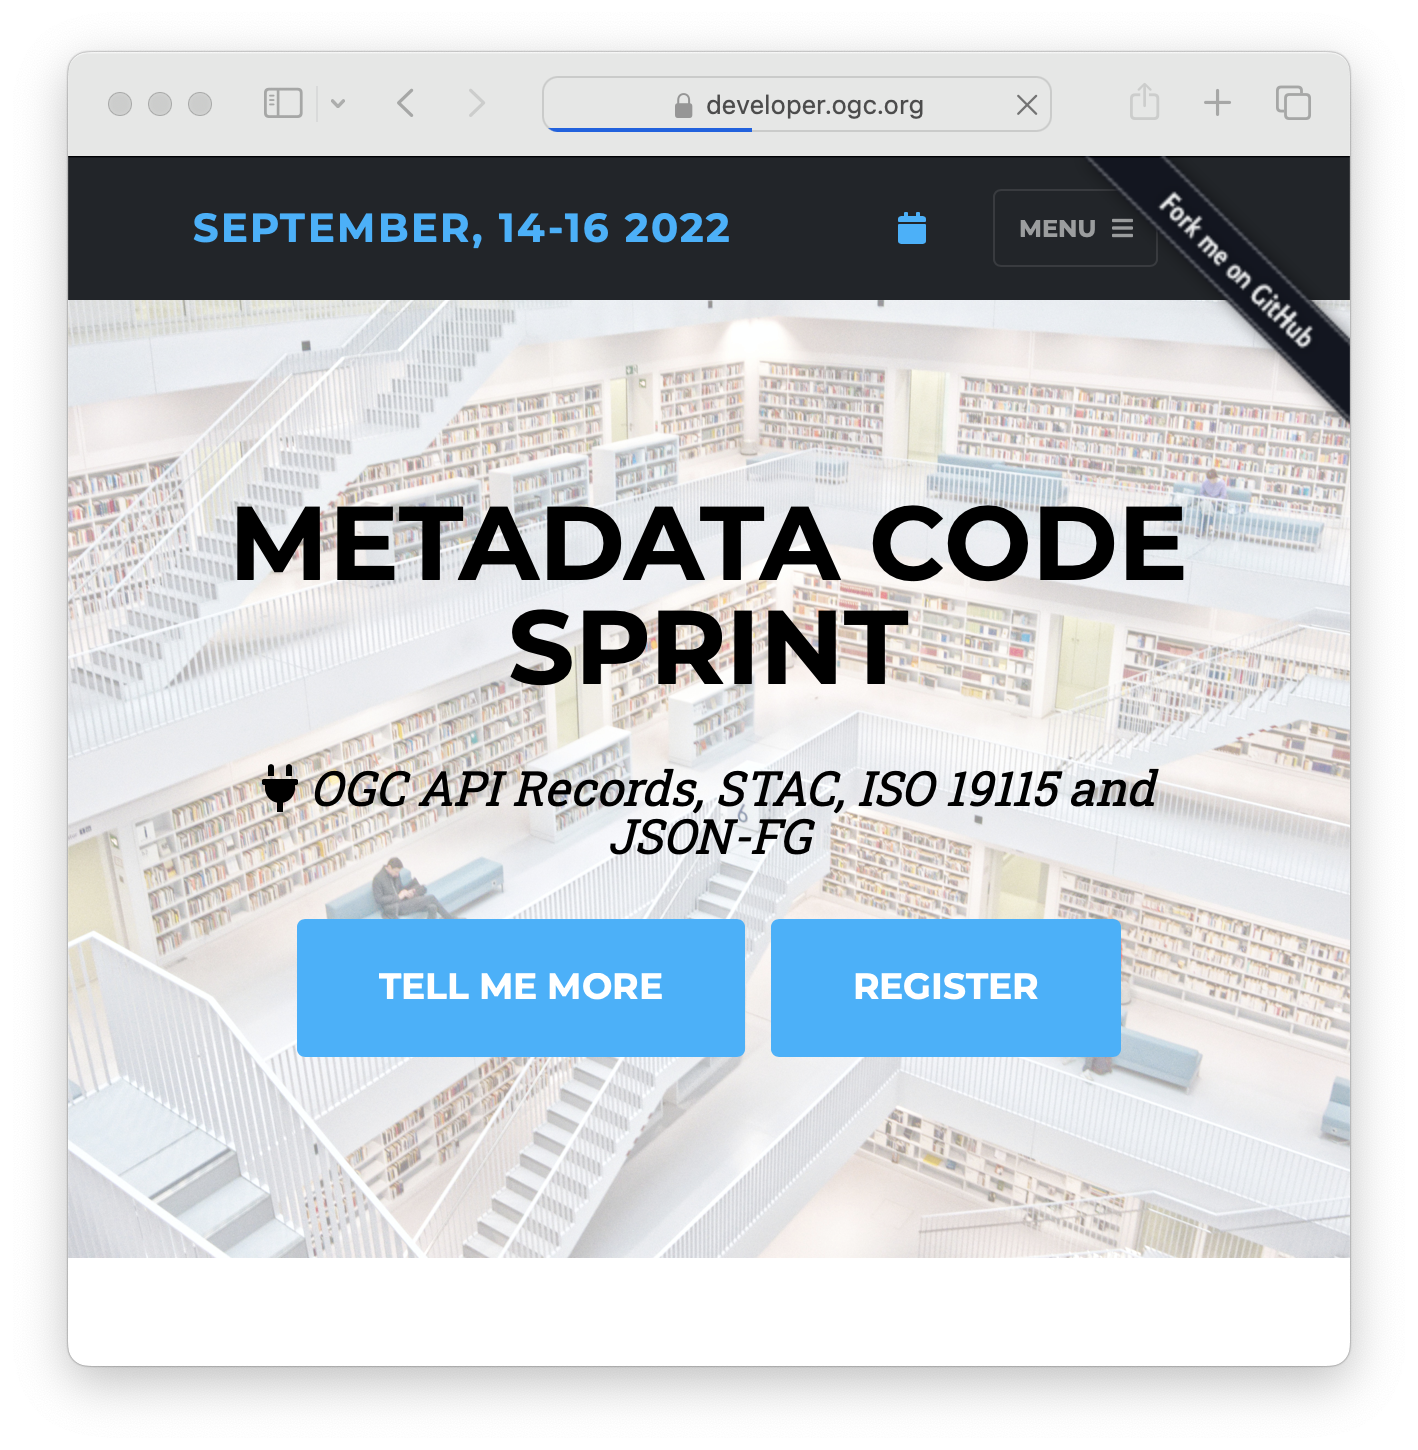 developer.ogc.org
SEPTEMBER, 14-16 2022
MENU
Fork me on GitHub
METADATA CODE
SPRINT
OGC API Records, STAC, ISO 19115 and
JSON-FG
6
TELL ME MORE
REGISTER